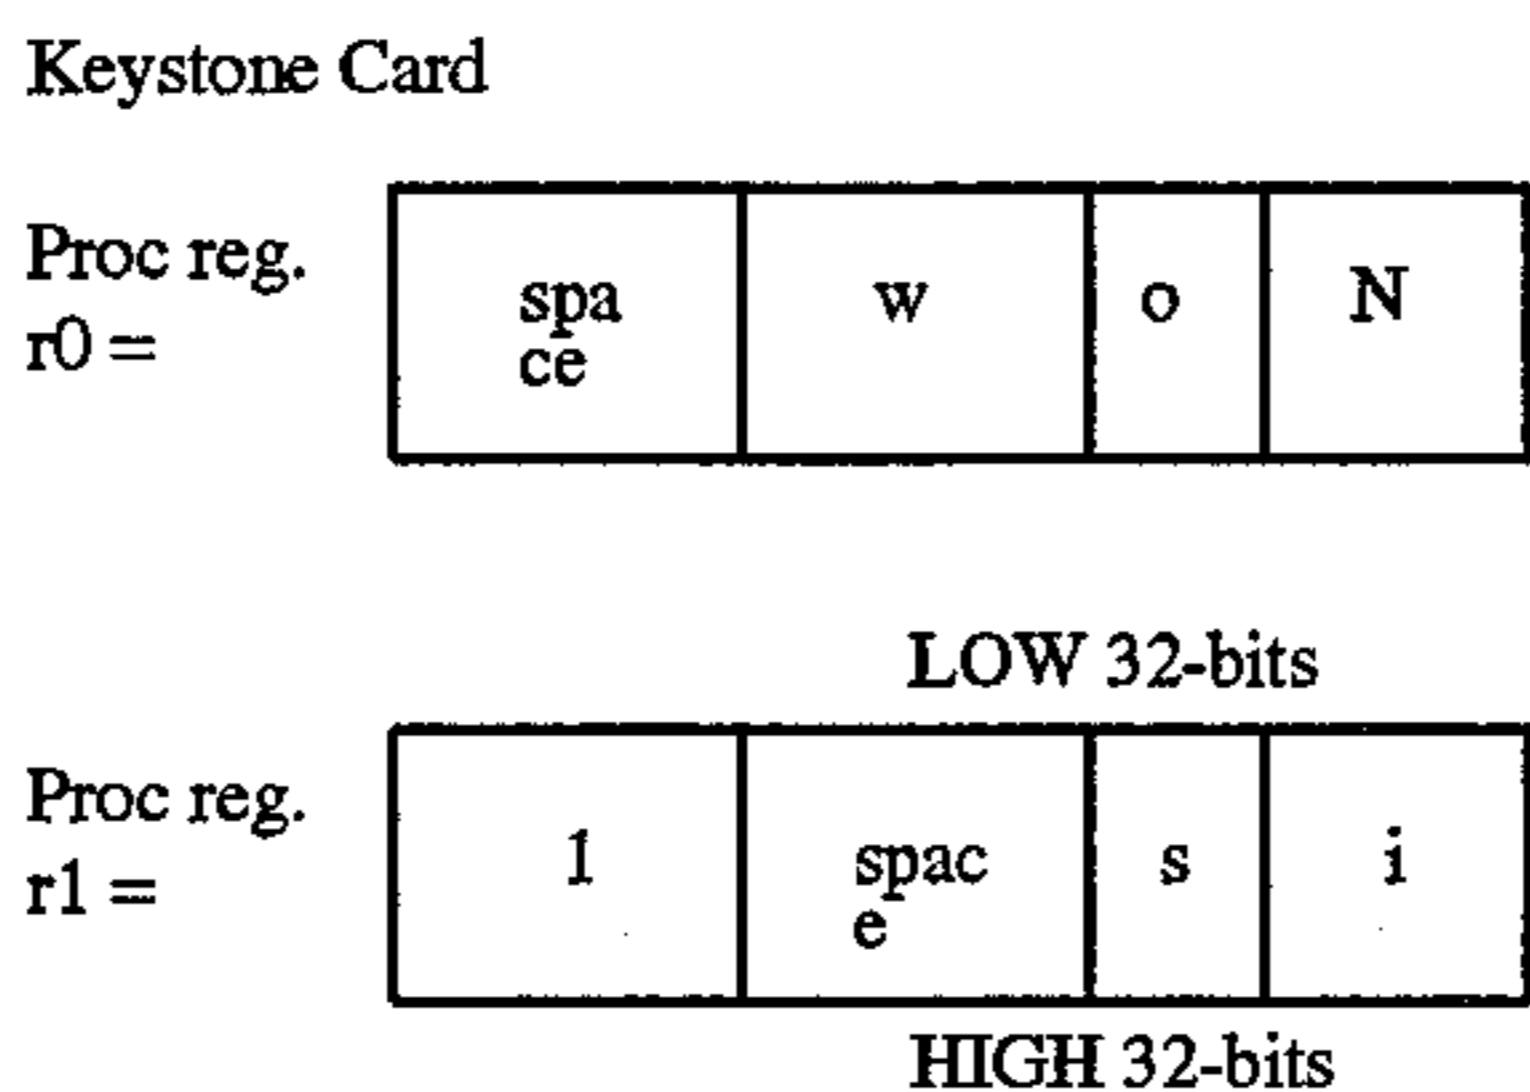 Keystone Card
Proc reg.
r0 =
spa
ce
w
o
N
LOW 32-bits
Proc reg.
r1 =
1
spac
e
s
i
HIGH 32-bits